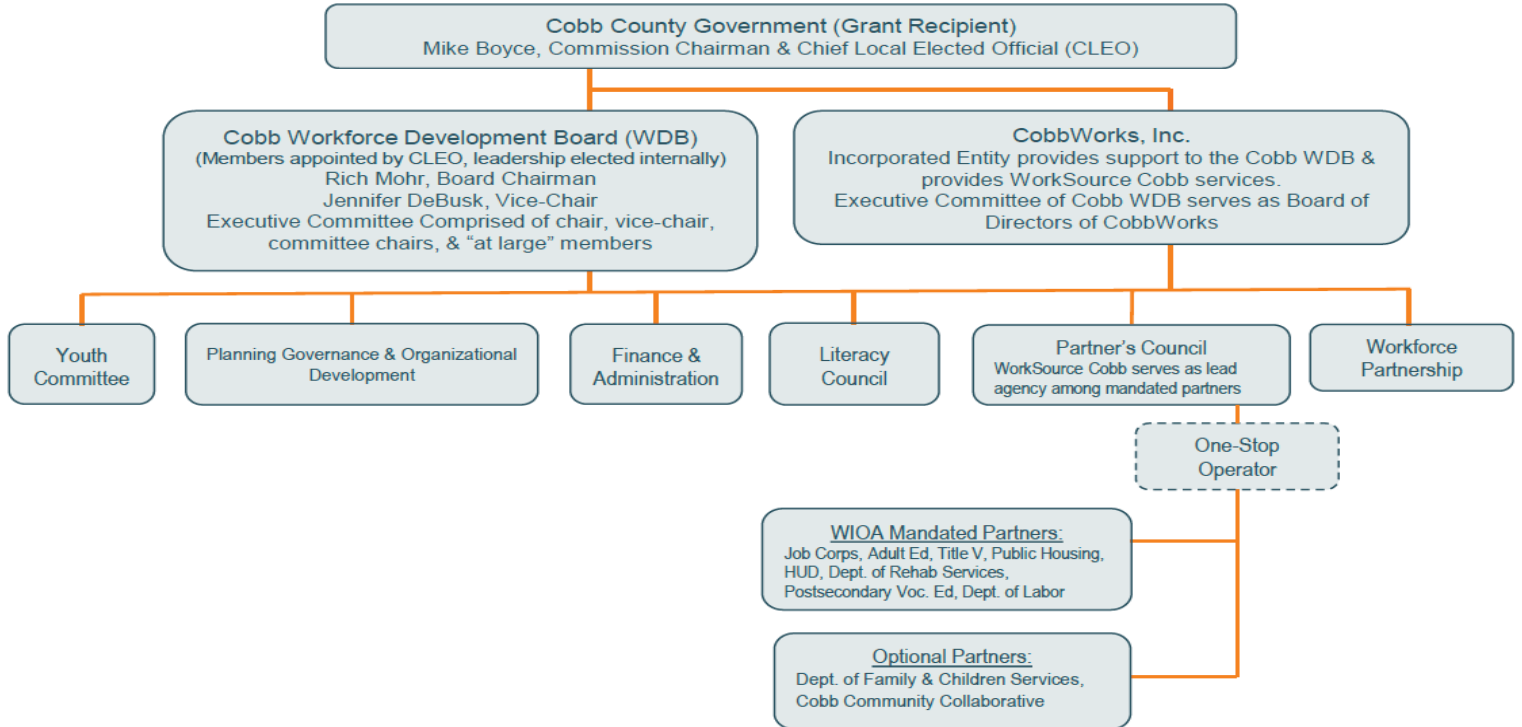 Cobb County Government (Grant Recipient)
Mike Boyce, Commission Chairman & Chief Local Elected Official (CLEO)
Cobb Workforce Development Board (WDB)
(Members appointed by CLEO, leadership elected internally)
Rich Mohr, Board Chairman
Jennifer DeBusk, Vice-Chair
Executive Committee Comprised of chair, vice-chair,
committee chairs, & “at large” members
CobbWorks, Inc.
Incorporated Entity provides support to the Cobb WDB &
provides WorkSource Cobb services.
Executive Committee of Cobb WDB serves as Board of
Directors of CobbWorks
Youth
Committee
Planning Governance & Organizational
Development
Finance &
Administration
Literacy
Council
Partner’s Council
WorkSource Cobb serves as lead
agency among mandated partners
Workforce
Partnership
One-Stop
Operator
WIOA Mandated Partners:
Job Corps, Adult Ed, Title V, Public Housing,
HUD, Dept. of Rehab Services,
Postsecondary Voc. Ed, Dept. of Labor
Optional Partners:
Dept. of Family & Children Services,
Cobb Community Collaborative